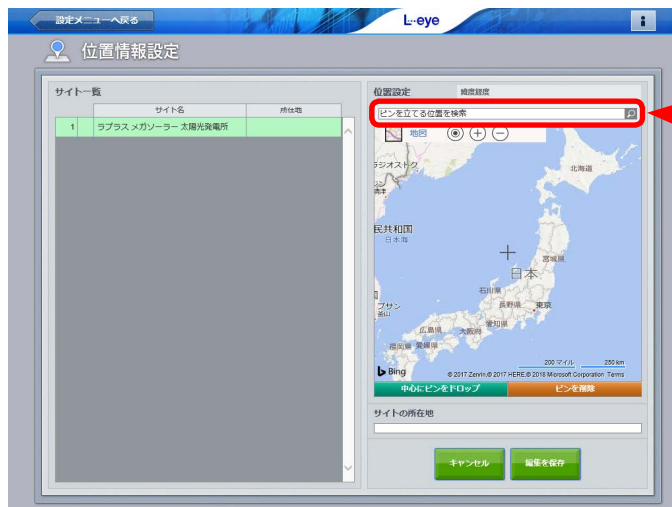 設定メニューへ戻る
L·eye
i
位置情報設定
サイト一覧
サイト名 所在地
1 ラプラス メガソーラー 太陽光発電所
位置設定 緯度経度
ピンを立てる位置を検索
地図
ラジオストク
北海道
民共和国
日本海
宮城県
日本
石川県
プサン
釜山
長野県 東京
広島県 大阪府 愛知県
福岡県 愛媛県
200 マイル 250 km
Bing
© 2017 Zenrin,© 2017 HERE,© 2018 Microsoft Corporation Terms
中心にピンをドロップ ピンを削除
サイトの所在地
キャンセル 編集を保存